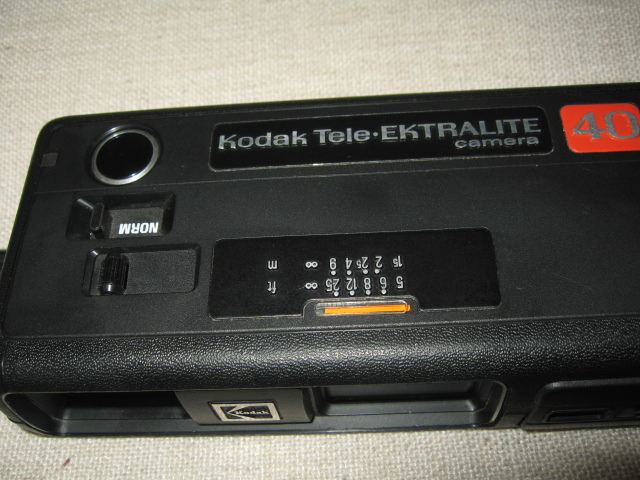 Kodak Tele·EKTRALITE
camera
40
NORM
5 6 8 12 25 ∞ ft
1.5 2 2.5 4 9 ∞ m
Kodak